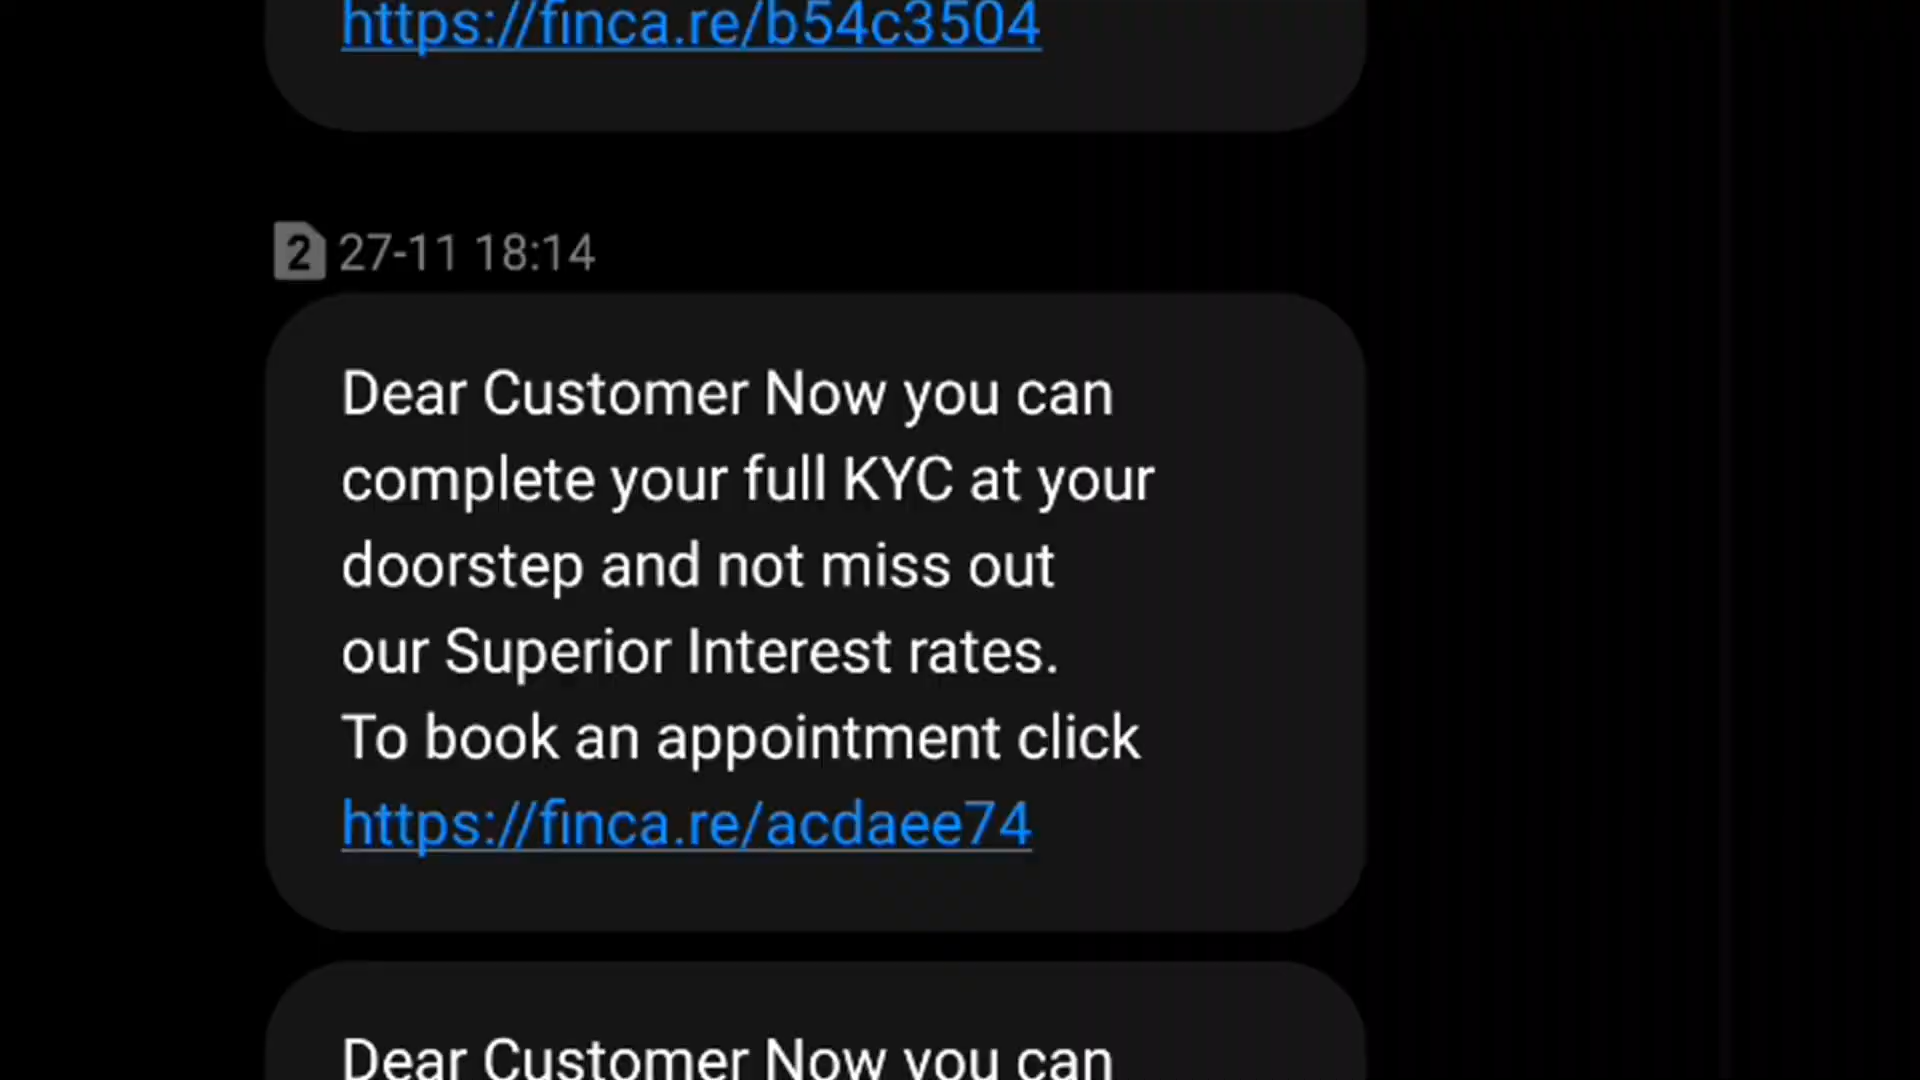 https://finca.re/b54c3504
2 27-11 18:14
Dear Customer Now you can
complete your full KYC at your
doorstep and not miss out
our Superior Interest rates.
To book an appointment click
https://finca.re/acdaee74
Dear Customer Now you can